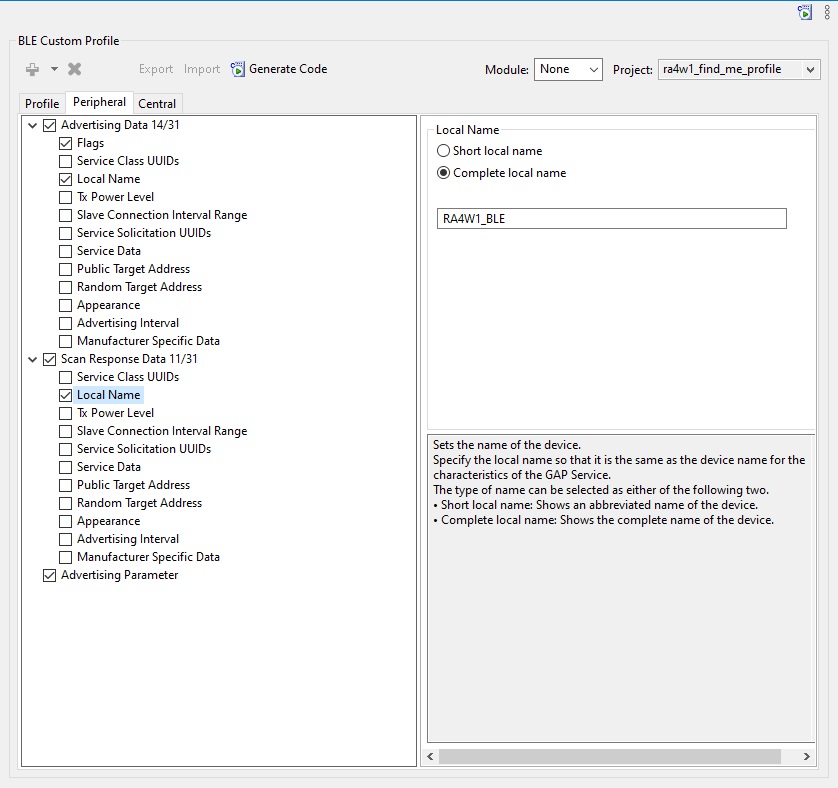 BLE Custom Profile
Export Import Generate Code Module: None Project: ra4w1_find_me_profile
Profile Peripheral Central
Advertising Data 14/31
Flags
Service Class UUIDs
Local Name
Tx Power Level
Slave Connection Interval Range
Service Solicitation UUIDs
Service Data
Public Target Address
Random Target Address
Appearance
Advertising Interval
Manufacturer Specific Data
Scan Response Data 11/31
Service Class UUIDs
Local Name
Tx Power Level
Slave Connection Interval Range
Service Solicitation UUIDs
Service Data
Public Target Address
Random Target Address
Appearance
Advertising Interval
Manufacturer Specific Data
Advertising Parameter
Local Name
Short local name
Complete local name
RA4W1_BLE
Sets the name of the device.
Specify the local name so that it is the same as the device name for the
characteristics of the GAP Service.
The type of name can be selected as either of the following two.
• Short local name: Shows an abbreviated name of the device.
• Complete local name: Shows the complete name of the device.